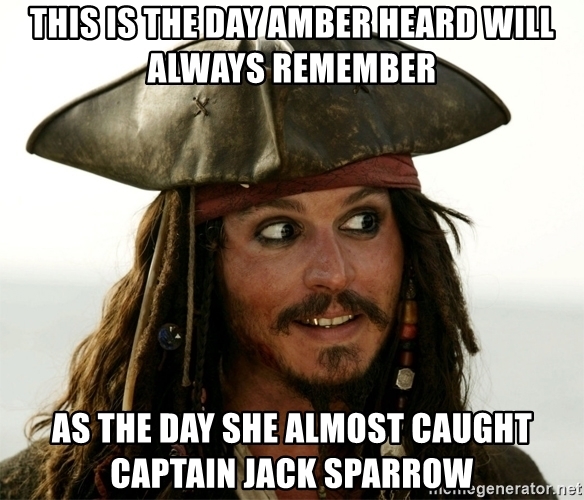 THIS IS THE DAY AMBER HEARD WILL
ALWAYS REMEMBER
AS THE DAY SHE ALMOST CAUGHT
CAPTAIN JACK SPARROW
memegenerator.net